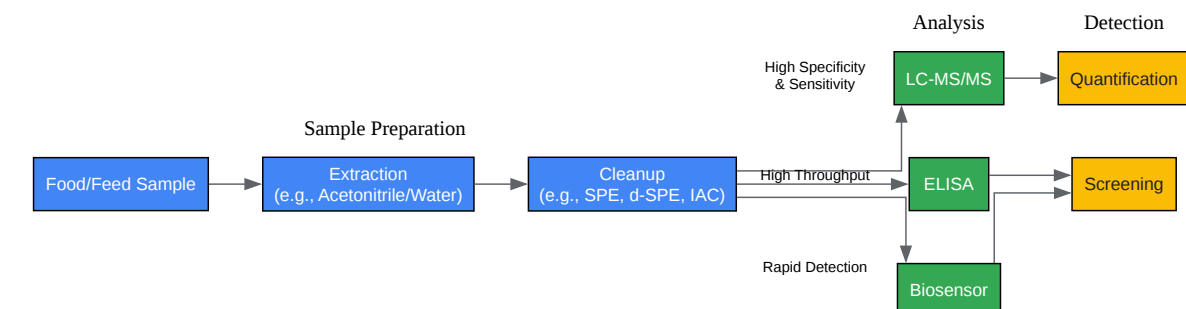 Analysis
Detection
High Specificity
& Sensitivity
LC-MS/MS
Quantification
Sample Preparation
Food/Feed Sample
Extraction
(e.g., Acetonitrile/Water)
Cleanup
(e.g., SPE, d-SPE, IAC)
High Throughput
ELISA
Screening
Rapid Detection
Biosensor